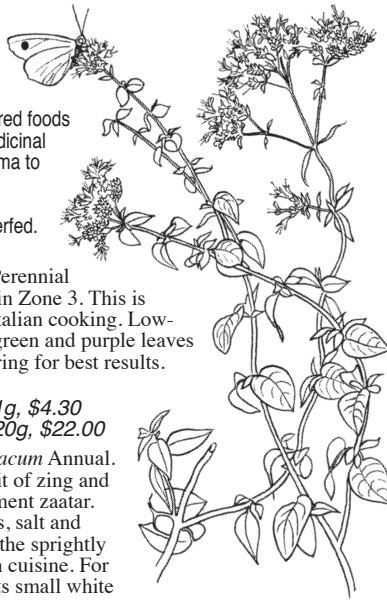 red foods
dicinal
ma to
erfed.
Perennial
in Zone 3. This is
talian cooking. Low-
green and purple leaves
ring for best results.
1g, $4.30
20g, $22.00
acum Annual.
it of zing and
ment zaatar.
s, salt and
the sprightly
n cuisine. For
ts small white